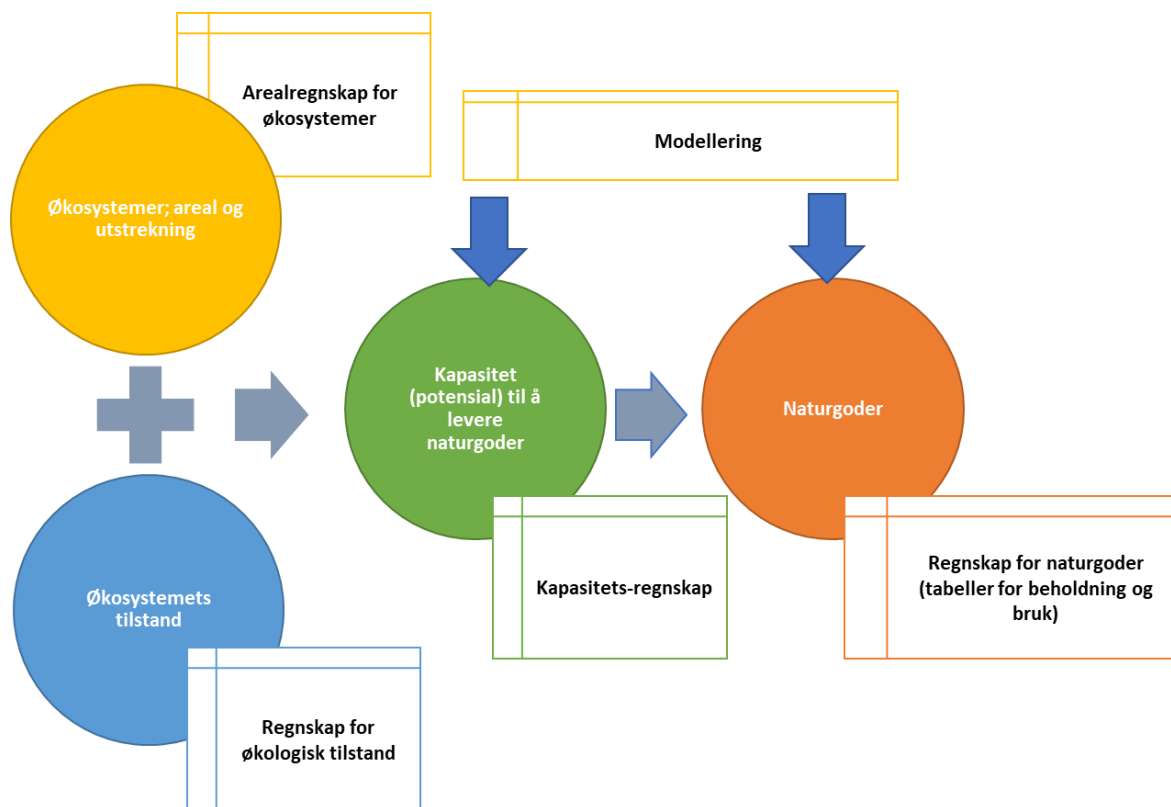 Arealregnskap for
økosystemer
Modellering
Økosystemer; areal og
utstrekning
Kapasitet
(potensial) til å
levere
naturgoder
Naturgoder
Økosystemets
tilstand
Kapasitets-regnskap
Regnskap for naturgoder
(tabeller for beholdning og
bruk)
Regnskap for
økologisk tilstand